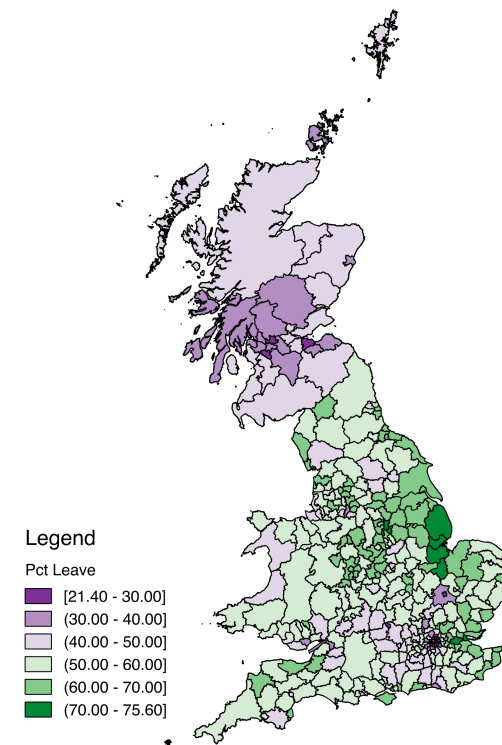 Legend
Pct Leave
[21.40 - 30.00]
(30.00 - 40.00]
(40.00 - 50.00]
(50.00 - 60.00]
(60.00 - 70.00]
(70.00 - 75.60]